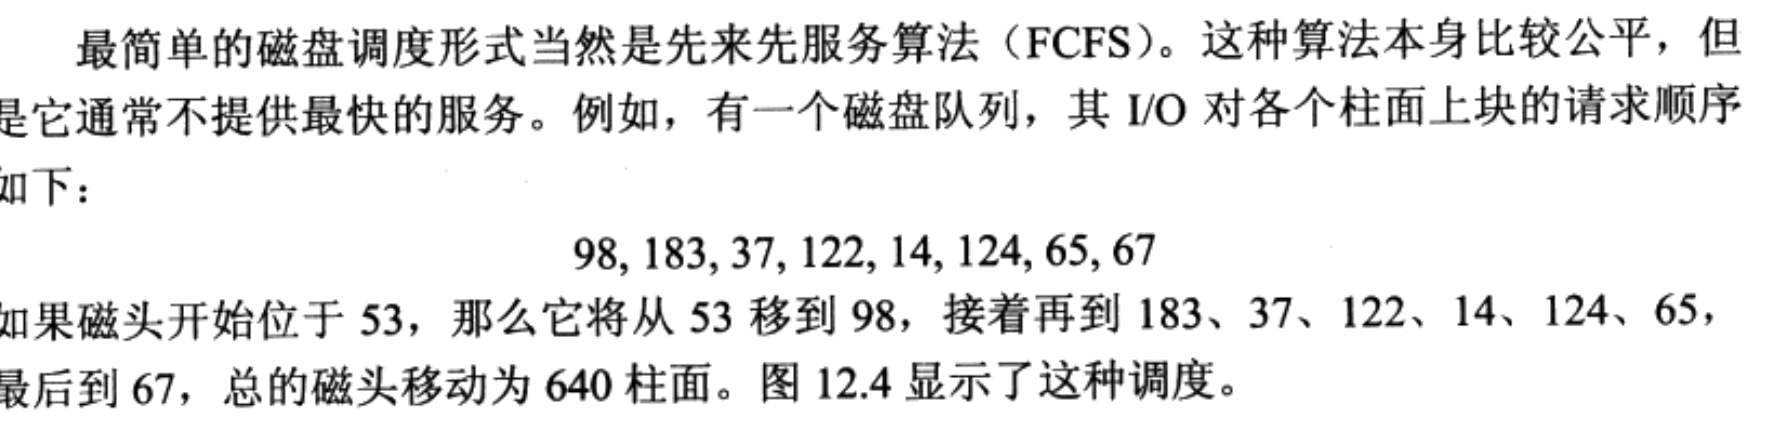 最简单的磁盘调度形式当然是先来先服务算法（FCFS）。这种算法本身比较公平，但
是它通常不提供最快的服务。例如，有一个磁盘队列，其 I/O 对各个柱面上块的请求顺序
如下：
98, 183, 37, 122, 14, 124, 65, 67
如果磁头开始位于 53，那么它将从 53 移到 98，接着再到 183、37、122、14、124、65，
最后到 67，总的磁头移动为 640 柱面。图 12.4 显示了这种调度。